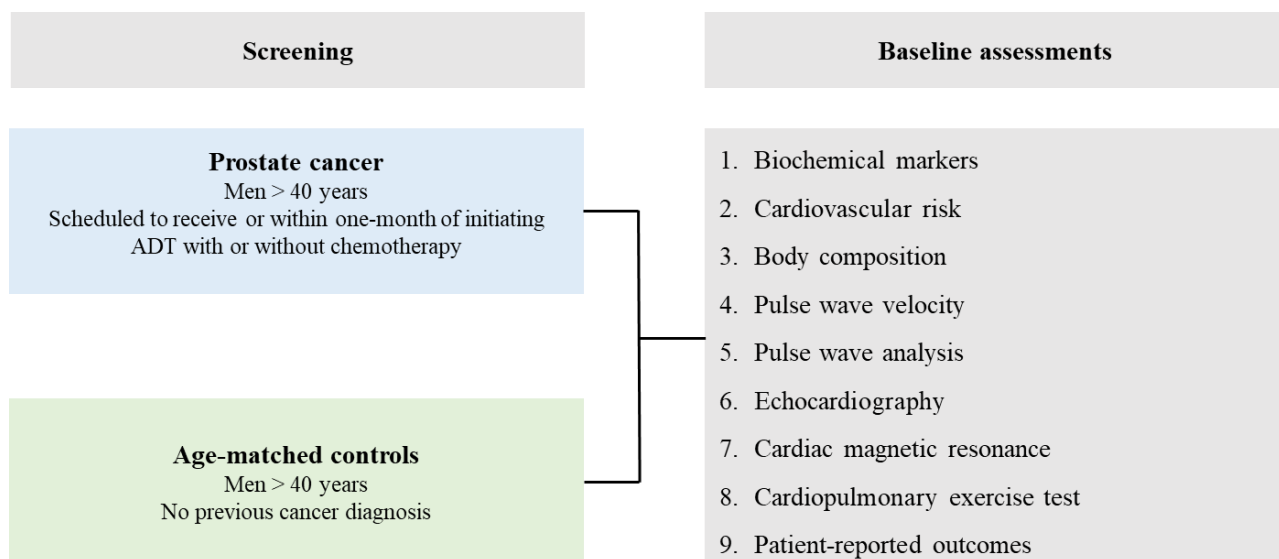 Screening
Baseline assessments
Prostate cancer
Men > 40 years
Scheduled to receive or within one-month of initiating
ADT with or without chemotherapy
Age-matched controls
Men > 40 years
No previous cancer diagnosis
1. Biochemical markers
2. Cardiovascular risk
3. Body composition
4. Pulse wave velocity
5. Pulse wave analysis
6. Echocardiography
7. Cardiac magnetic resonance
8. Cardiopulmonary exercise test
9. Patient-reported outcomes